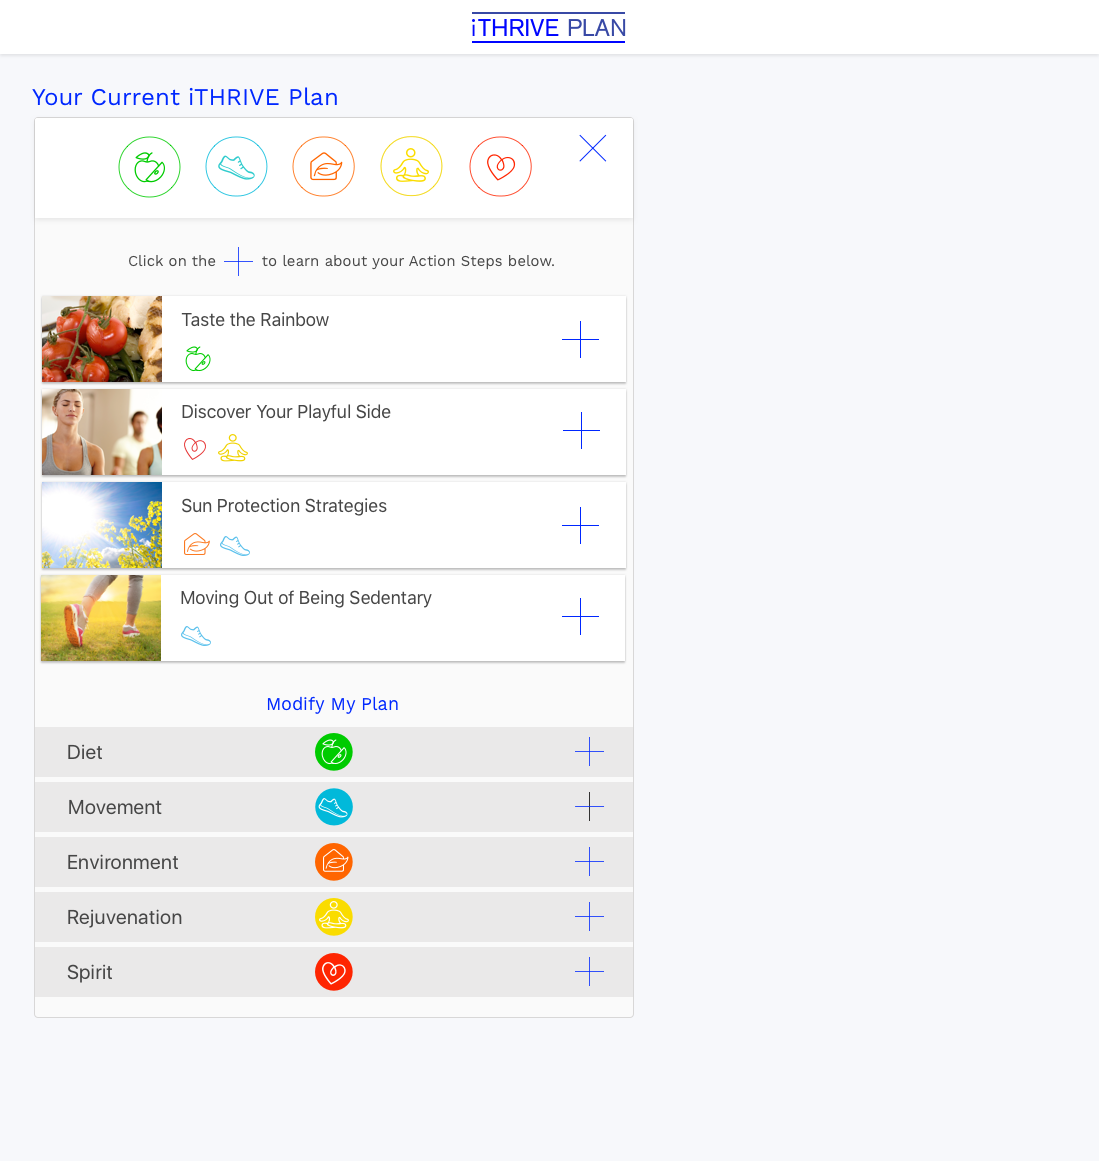 iTHRIVE PLAN
Your Current iTHRIVE Plan
Click on the to learn about your Action Steps below.
Taste the Rainbow
Discover Your Playful Side
Sun Protection Strategies
Moving Out of Being Sedentary
Modify My Plan
Diet
Movement
Environment
Rejuvenation
Spirit